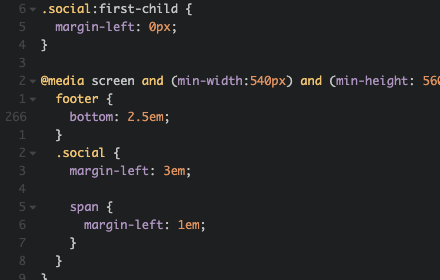 6 .social:first-child {
5 margin-left: 0px;
4 }
3
2 @media screen and (min-width:540px) and (min-height: 560
1 footer {
266 bottom: 2.5em;
1 }
2 .social {
3 margin-left: 3em;
4
5 span {
6 margin-left: 1em;
7 }
8 }
9 }